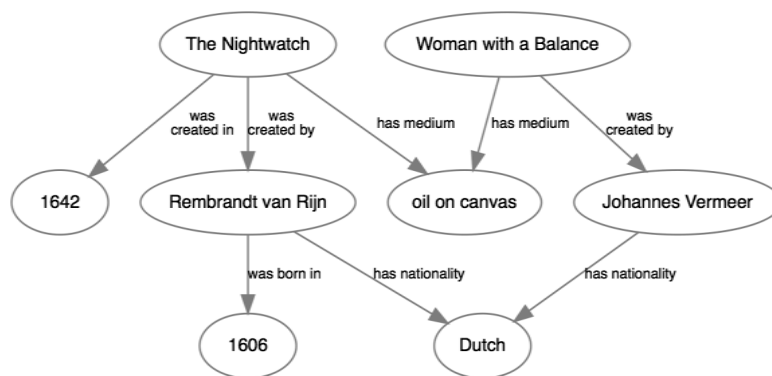 The Nightwatch
Woman with a Balance
was
created in
was
created by
has medium
has medium
was
created by
1642
Rembrandt van Rijn
oil on canvas
Johannes Vermeer
was born in
has nationality
has nationality
1606
Dutch